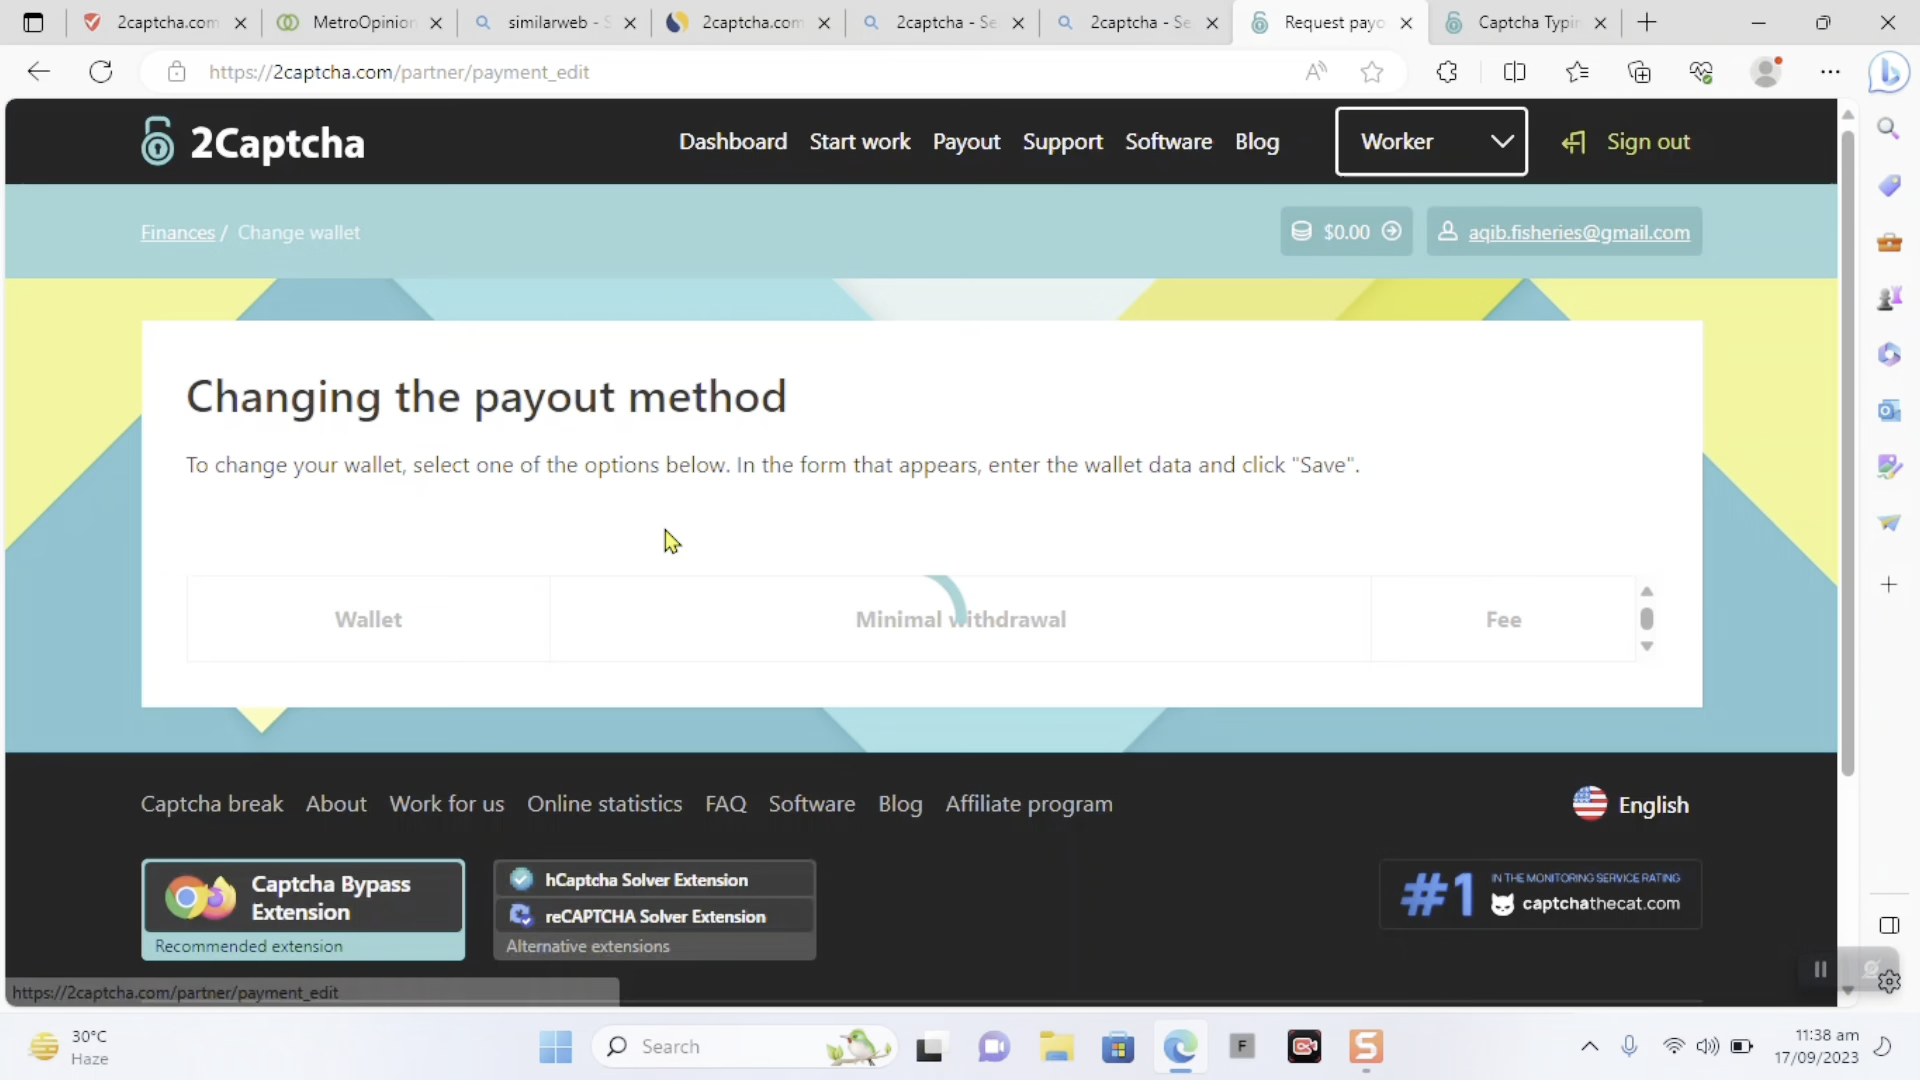 2captcha.com
MetroOpinion
similarweb - S
2captcha.com
2captcha - Se
2captcha - Se
Request payo
Captcha Typin
https://2captcha.com/partner/payment_edit
2Captcha
Dashboard Start work Payout Support Software Blog
Worker
Sign out
Finances / Change wallet
$0.00
aqib.fisheries@gmail.com
Changing the payout method
To change your wallet, select one of the options below. In the form that appears, enter the wallet data and click "Save".
Wallet Minimal withdrawal Fee
Captcha break About Work for us Online statistics FAQ Software Blog Affiliate program
English
Captcha Bypass
Extension
Recommended extension
hCaptcha Solver Extension
reCAPTCHA Solver Extension
Alternative extensions
#1 IN THE MONITORING SERVICE RATING
captchathecat.com
https://2captcha.com/partner/payment_edit
30°C
Haze
Search
F
S
11:38 am
17/09/2023